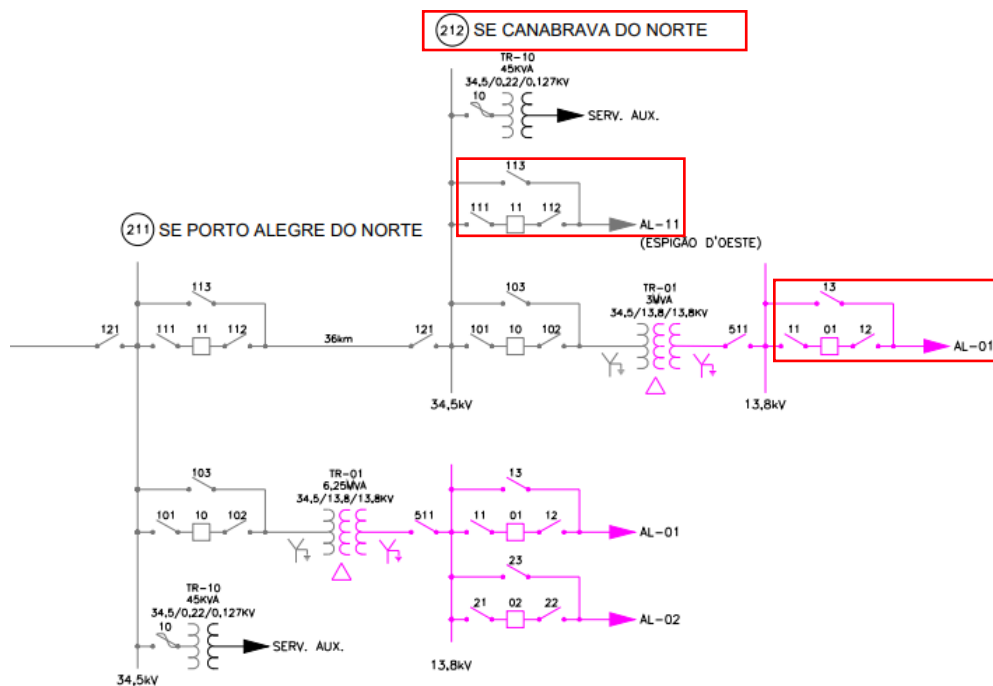 212 SE CANABRAVA DO NORTE
TR-10
45KVA
34,5/0,22/0,127KV
10
SERV. AUX.
113
111 11 112
AL-11
(ESPIGÃO D'OESTE)
211 SE PORTO ALEGRE DO NORTE
113
121 111 11 112
36km
121
103
101 10 102
TR-01
3MVA
34,5/13,8/13,8KV
511
13
11 01 12
AL-01
34,5kV
13,8kV
103
101 10 102
TR-01
6,25MVA
34,5/13,8/13,8KV
511
13
11 01 12
AL-01
23
21 02 22
AL-02
TR-10
45KVA
34,5/0,22/0,127KV
10
SERV. AUX.
34,5kV
13,8kV